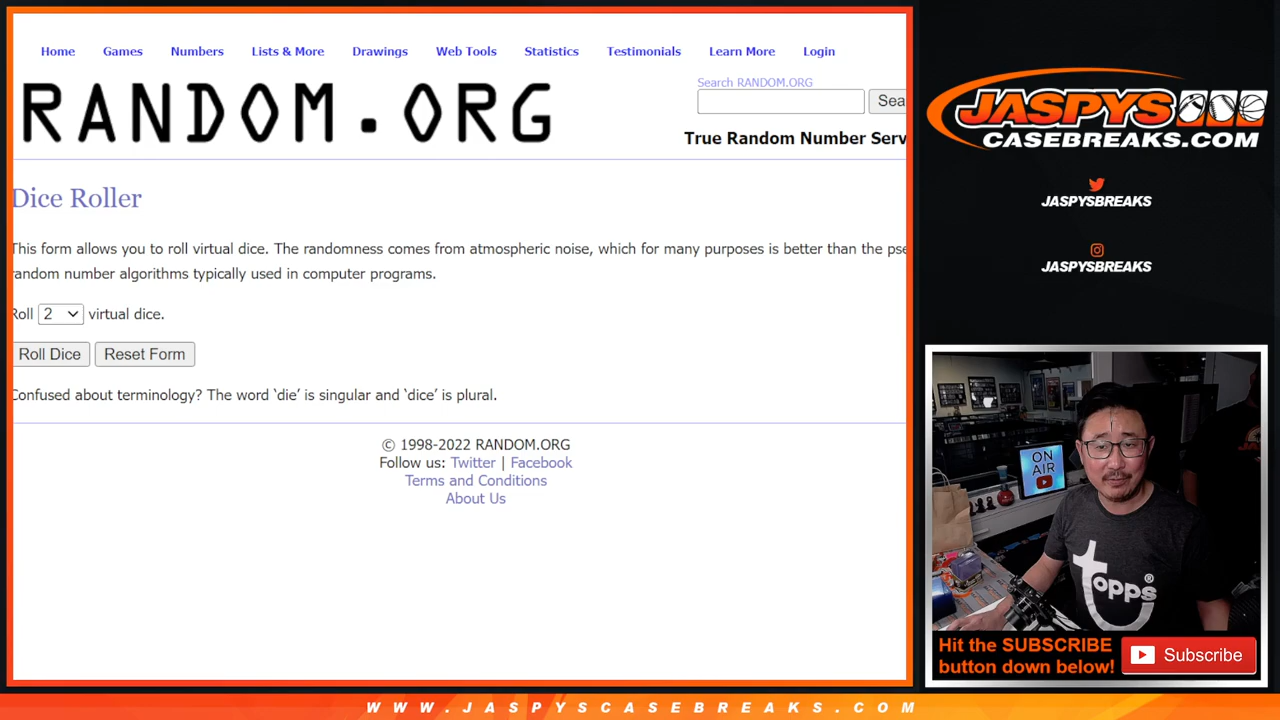 Home Games Numbers Lists & More Drawings Web Tools Statistics Testimonials Learn More Login
RANDOM.ORG
Search RANDOM.ORG
Sea
True Random Number Serv
Dice Roller
This form allows you to roll virtual dice. The randomness comes from atmospheric noise, which for many purposes is better than the pse
random number algorithms typically used in computer programs.
Roll 2 virtual dice.
Roll Dice Reset Form
Confused about terminology? The word ‘die’ is singular and ‘dice’ is plural.
© 1998-2022 RANDOM.ORG
Follow us: Twitter | Facebook
Terms and Conditions
About Us
JASPYS
CASEBREAKS.COM
JASPYSBREAKS
JASPYSBREAKS
ON
AIR
topps®
Hit the SUBSCRIBE
button down below!
Subscribe
WWW.JASPYSCASEBREAKS.COM